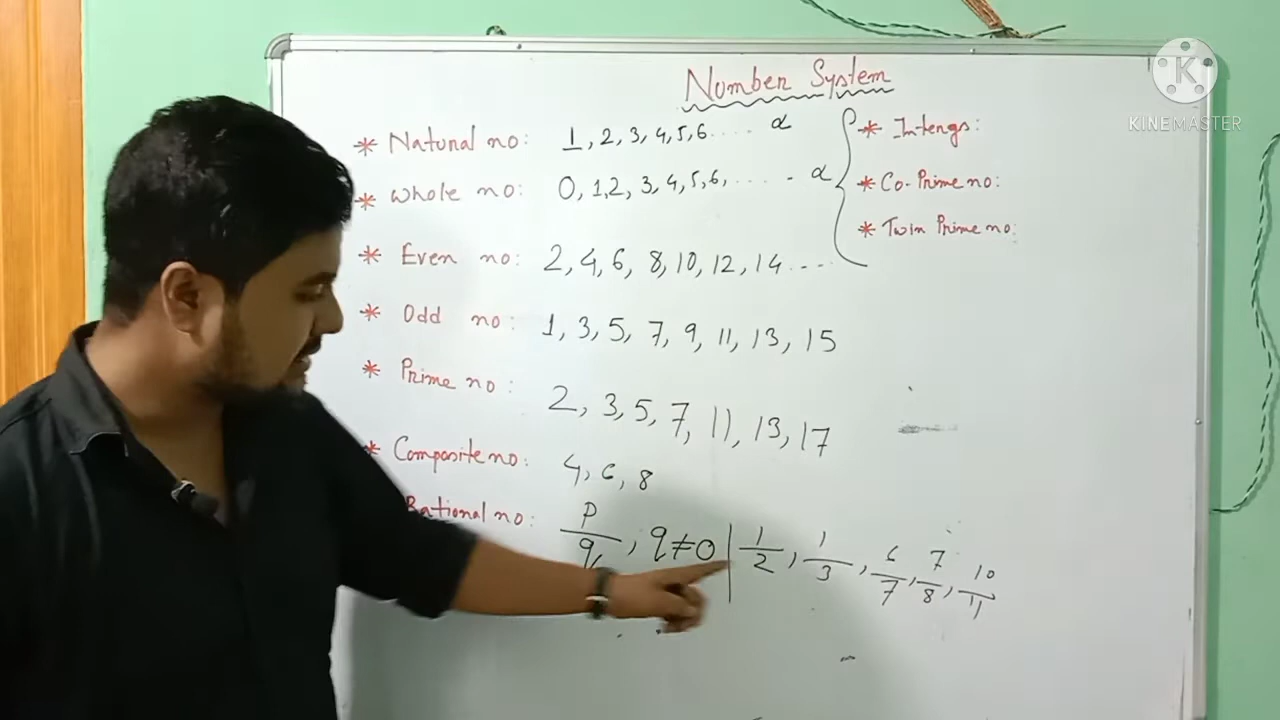 Number System
* Natural no: 1, 2, 3, 4, 5, 6 .... α
* Whole no: 0, 1, 2, 3, 4, 5, 6, .... α
* Even no: 2, 4, 6, 8, 10, 12, 14 ....
* Odd no: 1, 3, 5, 7, 9, 11, 13, 15
* Prime no: 2, 3, 5, 7, 11, 13, 17
* Composite no: 4, 6, 8
Rational no: p/q, q≠0 | 1/2, 1/3, 6/7, 7/8, 10/11
* Intengs:
* Co-Prime no:
* Twin Prime no:
K
KINEMASTER